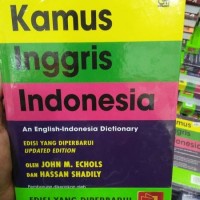 Kamus
Inggris
Indonesia
An English-Indonesia Dictionary
EDISI YANG DIPERBARUI
UPDATED EDITION
OLEH JOHN M. ECHOLS
DAN HASSAN SHADILY
EDISI YANG DIPERBARUI